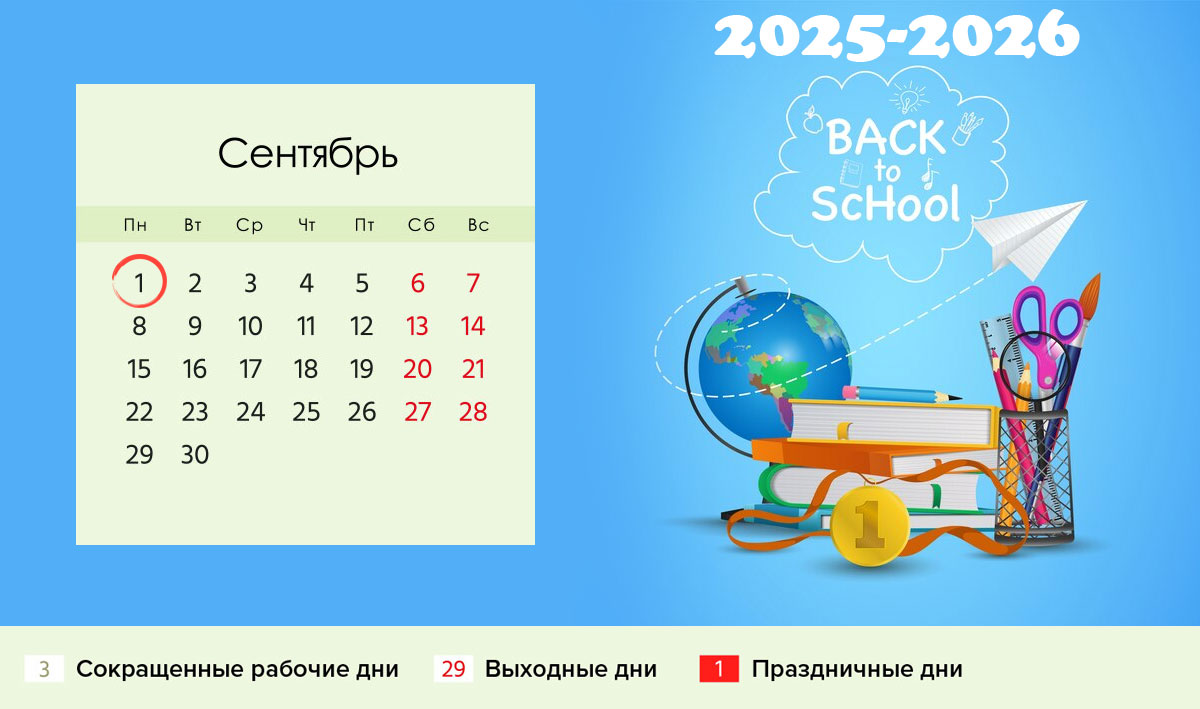 2025-2026
BACK
to
ScHool
Сентябрь
Пн Вт Ср Чт Пт Сб Вс
1 2 3 4 5 6 7
8 9 10 11 12 13 14
15 16 17 18 19 20 21
22 23 24 25 26 27 28
29 30
1
3 Сокращенные рабочие дни 29 Выходные дни 1 Праздничные дни